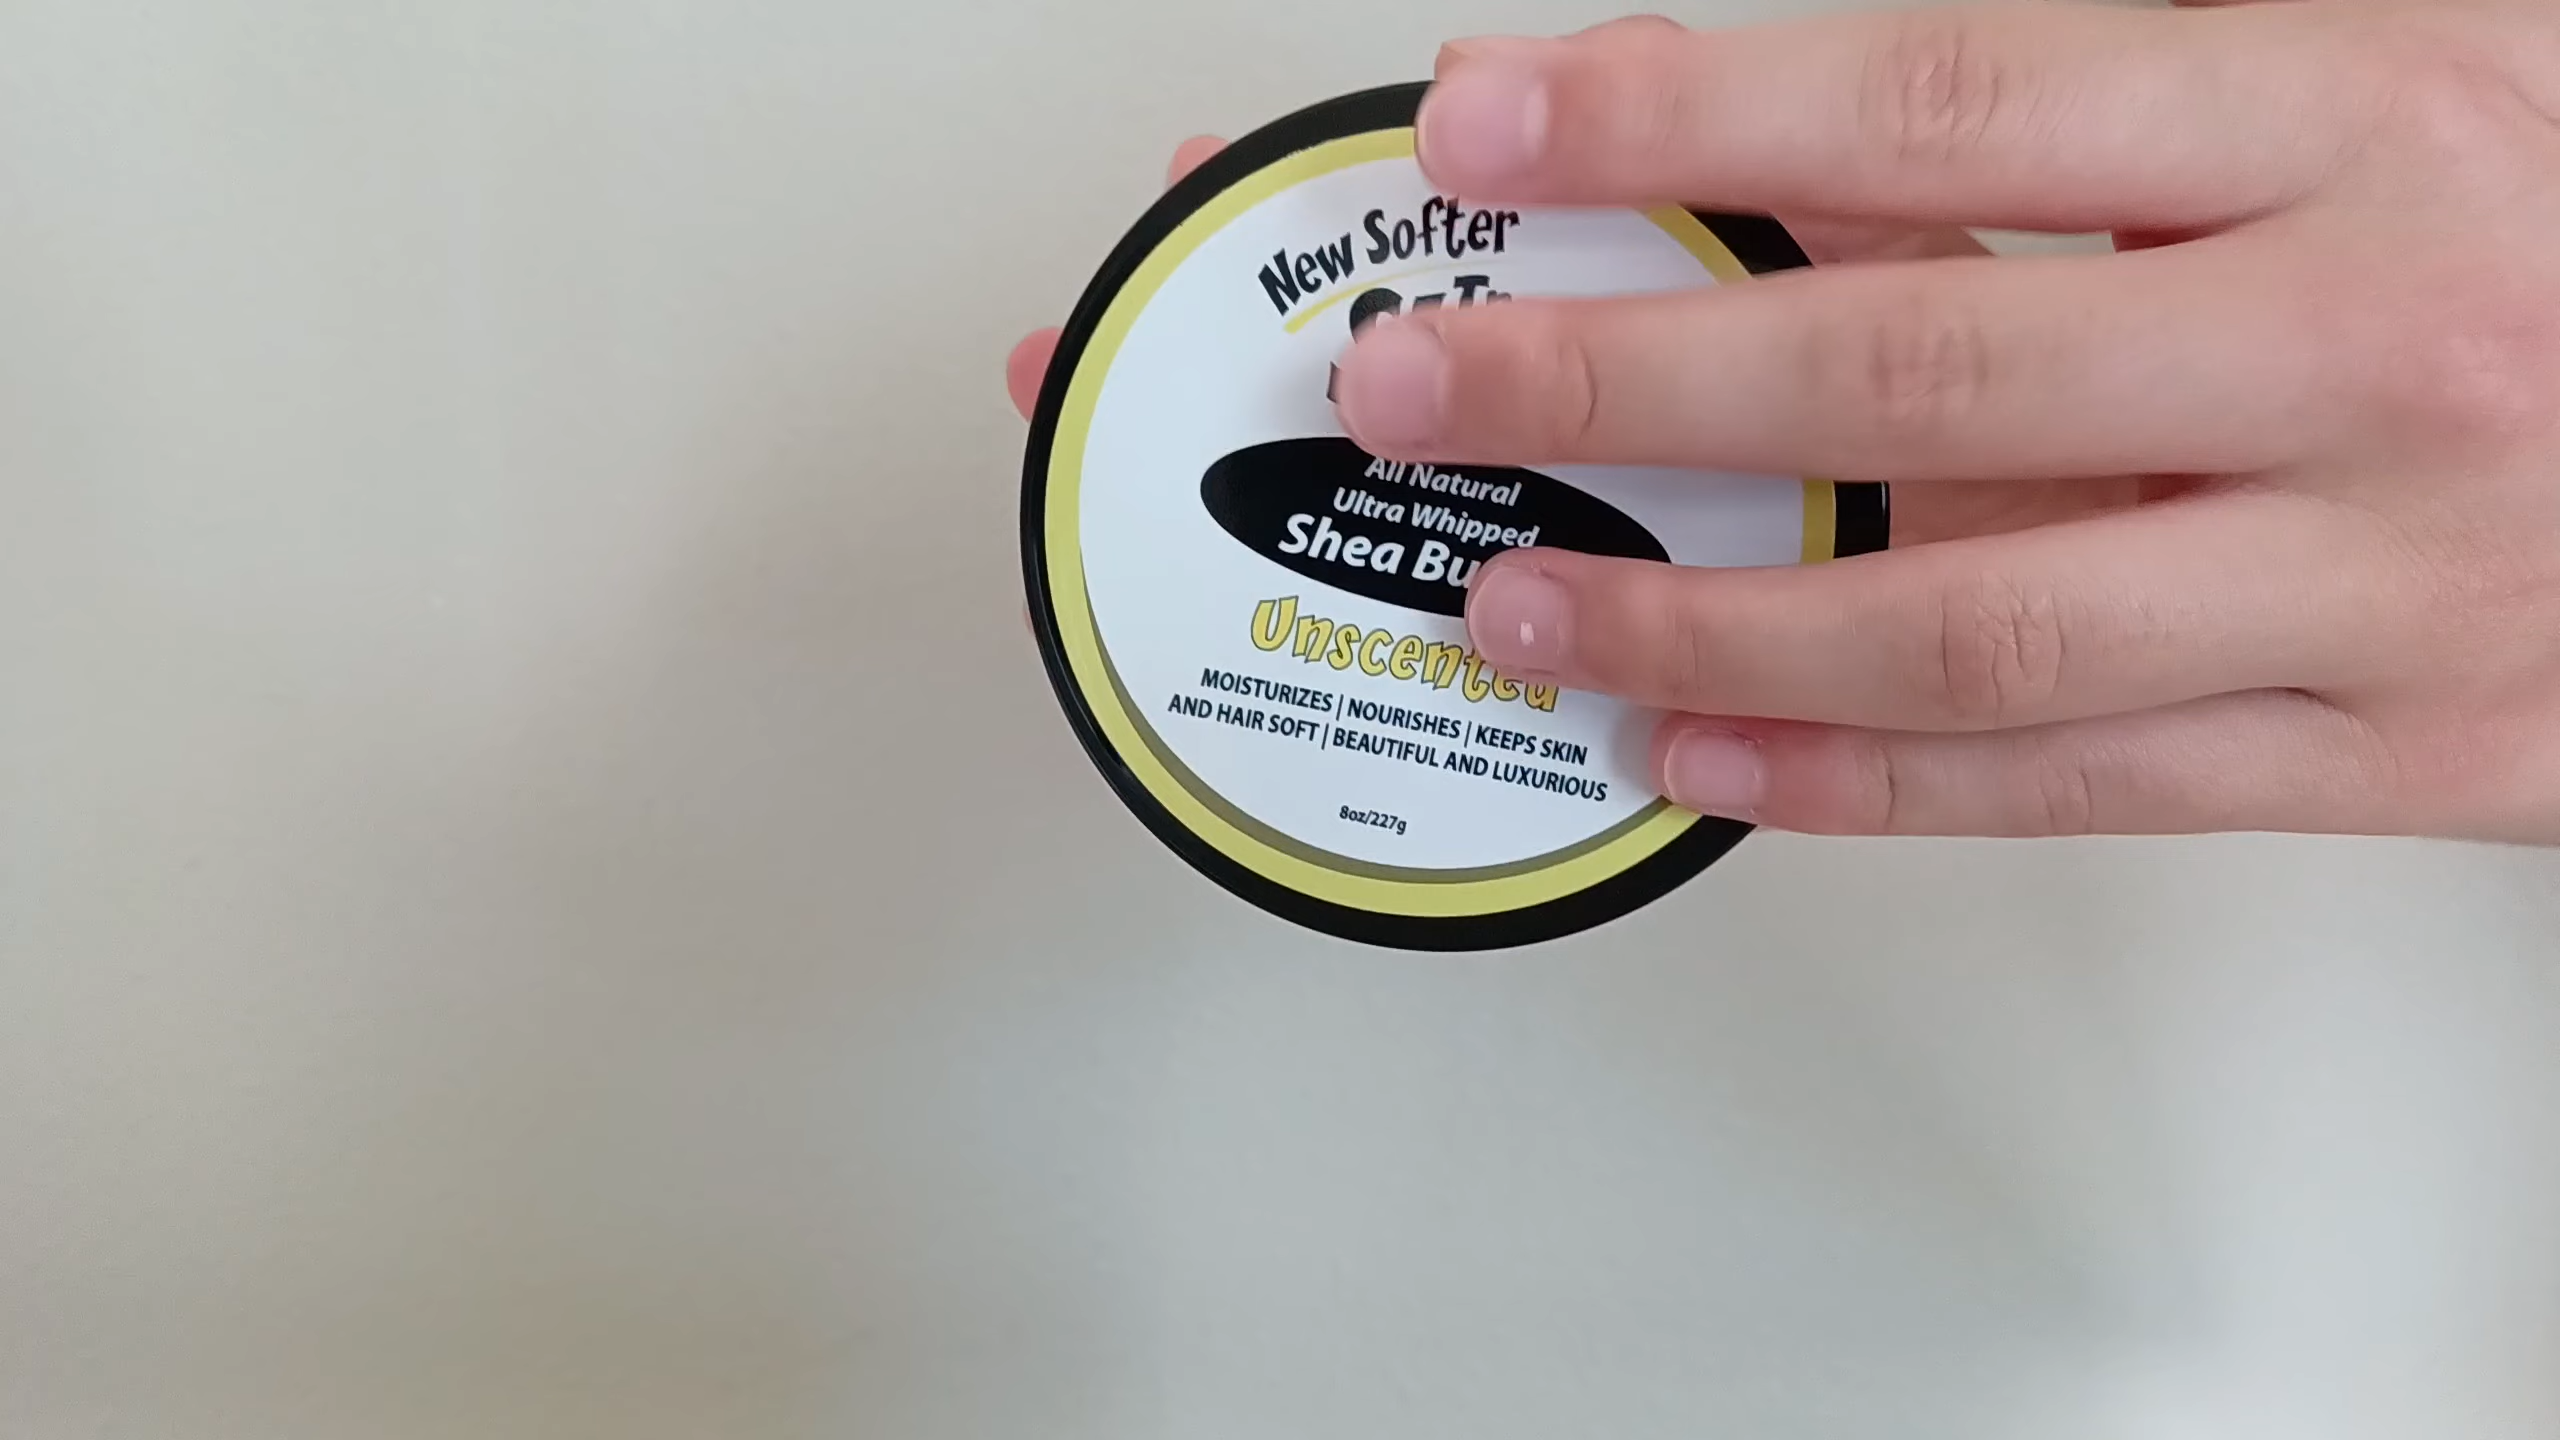 New Softer
All Natural
Ultra Whipped
Shea
Unscented
MOISTURIZES | NOURISHES | KEEPS SKIN
AND HAIR SOFT | BEAUTIFUL AND LUXURIOUS
8oz/227g